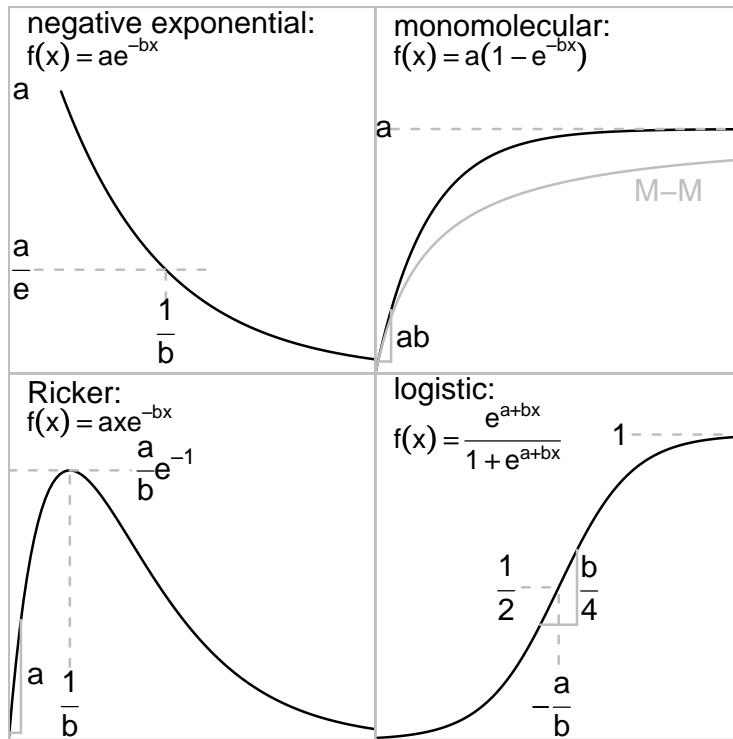 negative exponential:
f(x) = ae⁻ᵇˣ
a
a/e
1/b
monomolecular:
f(x) = a(1 − e⁻ᵇˣ)
a
M−M
ab
Ricker:
f(x) = axe⁻ᵇˣ
a/b e⁻¹
a
1/b
logistic:
f(x) = e^(a+bx) / 1 + e^(a+bx)
1
1/2
b/4
−a/b